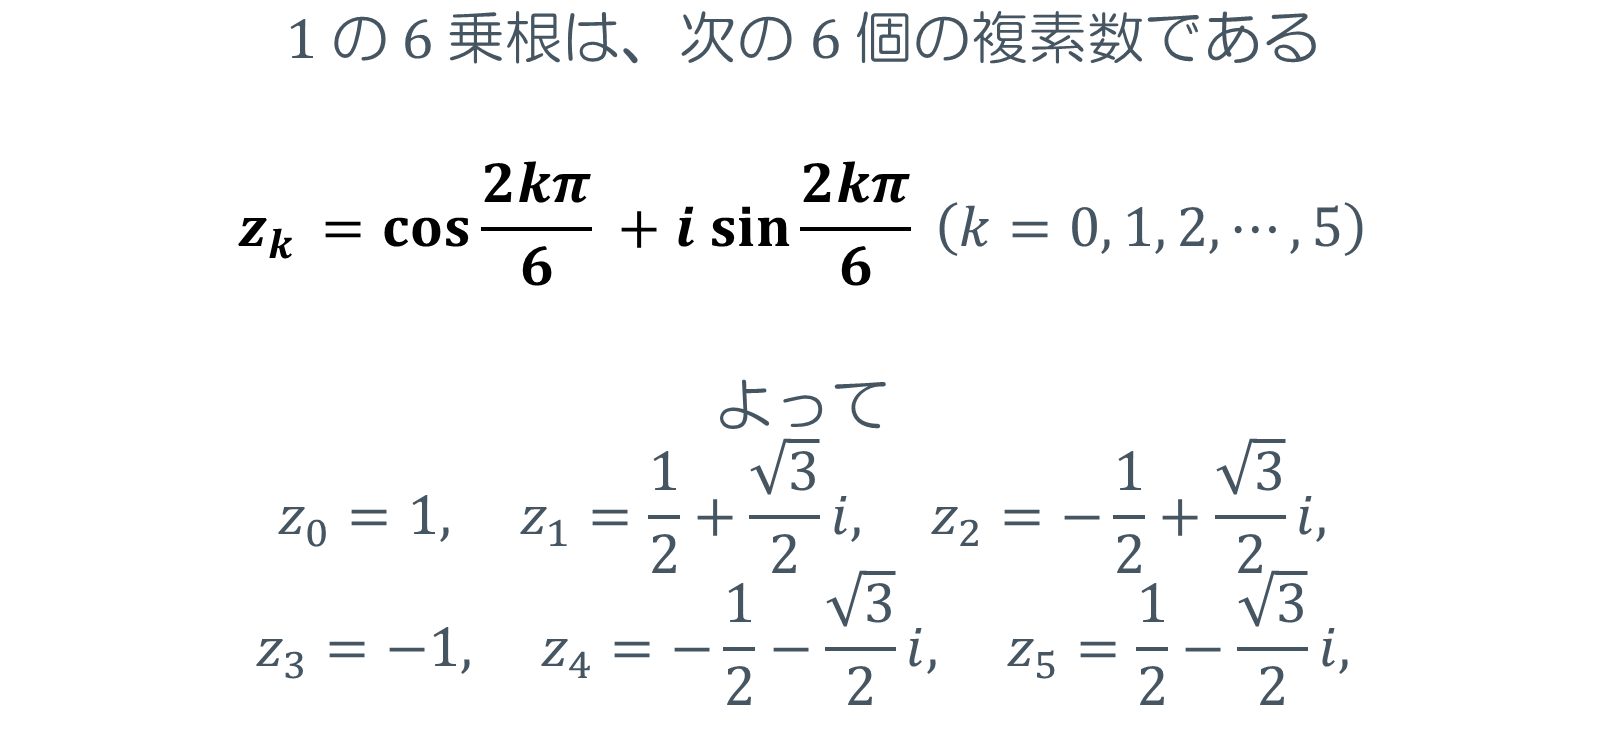 1 の 6 乗根は、次の 6 個の複素数である
z_k = cos 2kπ/6 + i sin 2kπ/6 (k = 0, 1, 2, ⋯ , 5)
よって
z_0 = 1, z_1 = 1/2 + √3/2 i, z_2 = −1/2 + √3/2 i,
z_3 = −1, z_4 = −1/2 − √3/2 i, z_5 = 1/2 − √3/2 i,